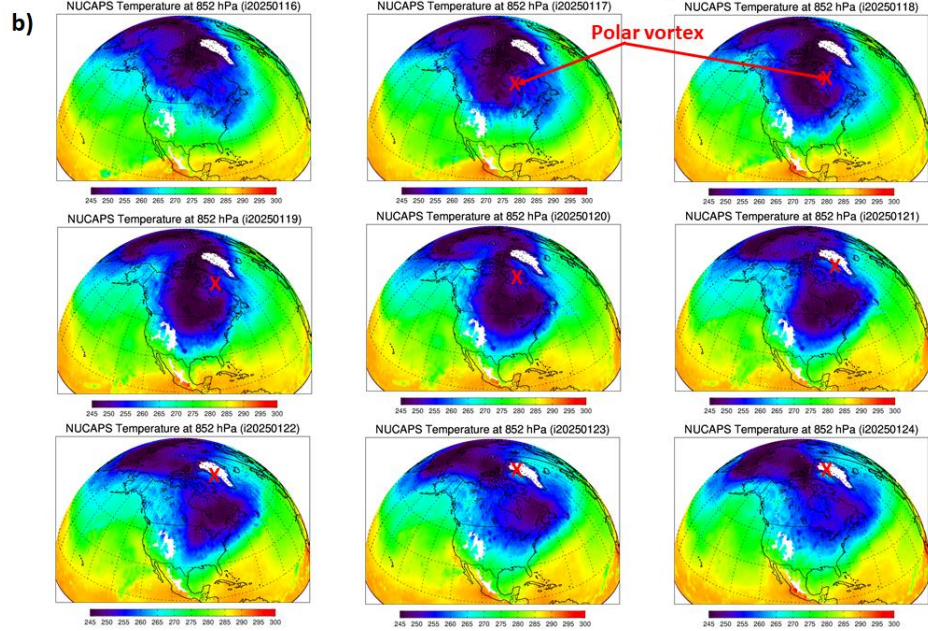 b)
NUCAPS Temperature at 852 hPa (i20250116)
NUCAPS Temperature at 852 hPa (i20250117)
NUCAPS Temperature at 852 hPa (i20250118)
Polar vortex
X
X
245 250 255 260 265 270 275 280 285 290 295 300
245 250 255 260 265 270 275 280 285 290 295 300
245 250 255 260 265 270 275 280 285 290 295 300
NUCAPS Temperature at 852 hPa (i20250119)
NUCAPS Temperature at 852 hPa (i20250120)
NUCAPS Temperature at 852 hPa (i20250121)
X
X
X
245 250 255 260 265 270 275 280 285 290 295 300
245 250 255 260 265 270 275 280 285 290 295 300
245 250 255 260 265 270 275 280 285 290 295 300
NUCAPS Temperature at 852 hPa (i20250122)
NUCAPS Temperature at 852 hPa (i20250123)
NUCAPS Temperature at 852 hPa (i20250124)
X
X
X
245 250 255 260 265 270 275 280 285 290 295 300
245 250 255 260 265 270 275 280 285 290 295 300
245 250 255 260 265 270 275 280 285 290 295 300